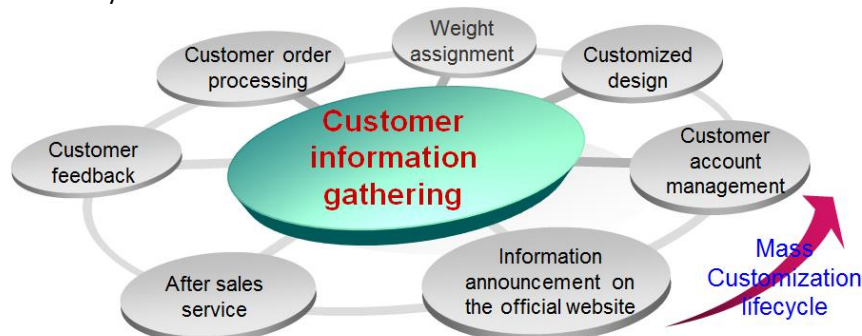 Weight
assignment
Customer order
processing
Customized
design
Customer
information
gathering
Customer
feedback
Customer
account
management
After sales
service
Information
announcement on
the official website
Mass
Customization
lifecycle